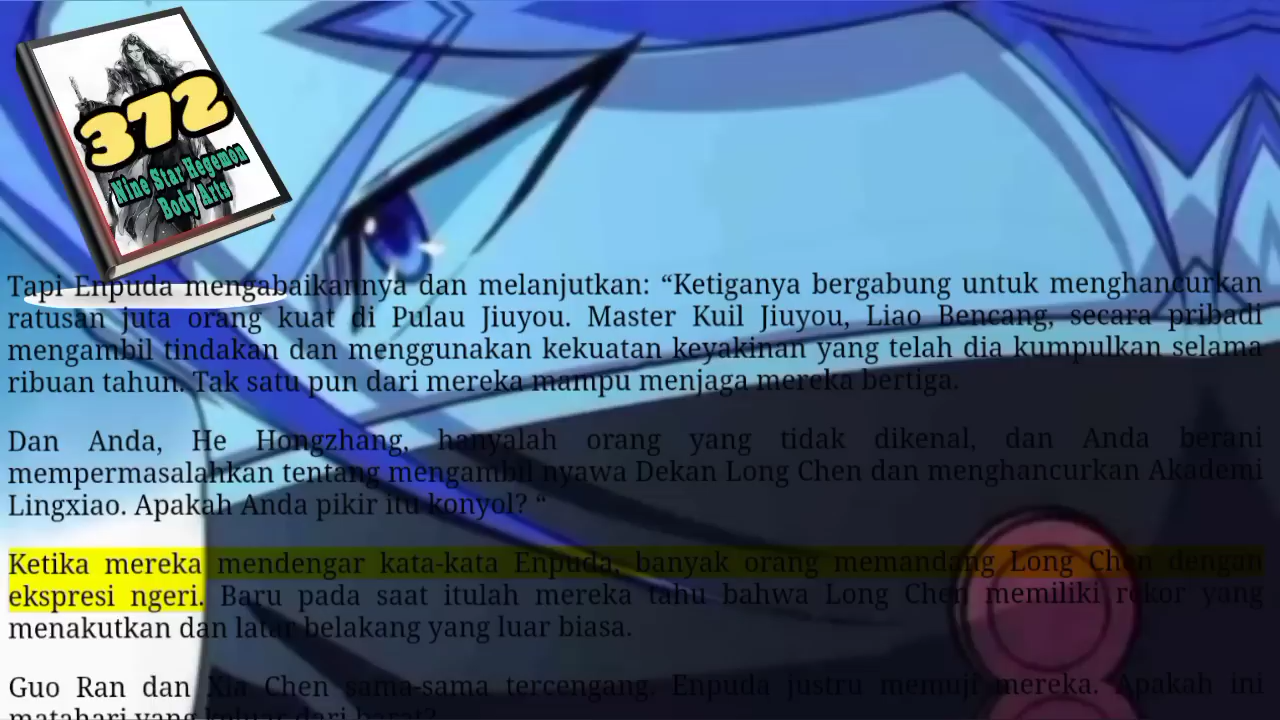 372
Nine Star Hegemon
Body Arts
Tapi Enpuda mengabaikannya dan melanjutkan: “Ketiganya bergabung untuk menghancurkan
ratusan juta orang kuat di Pulau Jiuyou. Master Kuil Jiuyou, Liao Bencang, secara pribadi
mengambil tindakan dan menggunakan kekuatan keyakinan yang telah dia kumpulkan selama
ribuan tahun. Tak satu pun dari mereka mampu menjaga mereka bertiga.
Dan Anda, He Hongzhang, hanyalah orang yang tidak dikenal, dan Anda berani
mempermasalahkan tentang mengambil nyawa Dekan Long Chen dan menghancurkan Akademi
Lingxiao. Apakah Anda pikir itu konyol? “
Ketika mereka mendengar kata-kata Enpuda, banyak orang memandang Long Chen dengan
ekspresi ngeri. Baru pada saat itulah mereka tahu bahwa Long Chen memiliki rekor yang
menakutkan dan latar belakang yang luar biasa.
Guo Ran dan Xia Chen sama-sama tercengang. Enpuda justru memuji mereka. Apakah ini
matahari yang keluar dari barat?